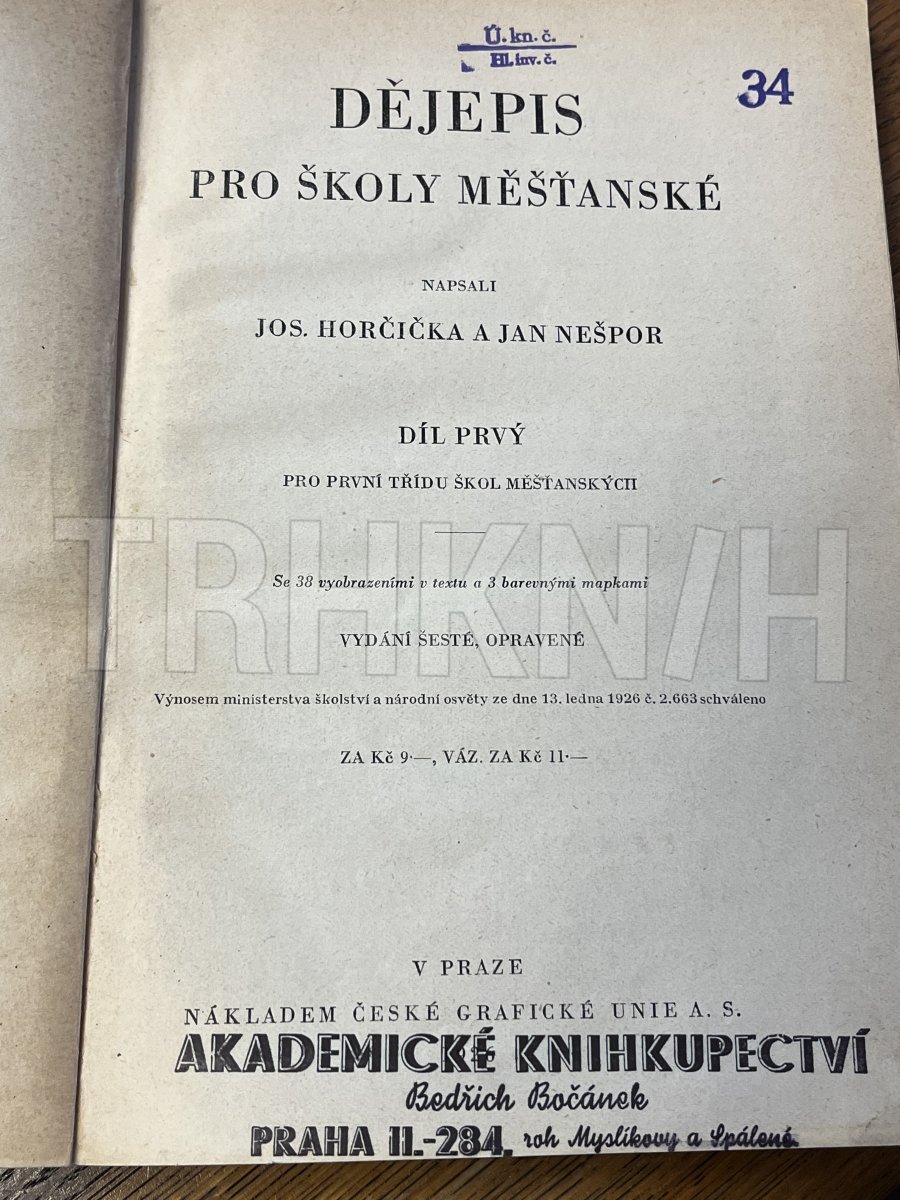 Ú. kn. č.
Hl. inv. č.
34
DĚJEPIS
PRO ŠKOLY MĚŠŤANSKÉ
NAPSALI
JOS. HORČIČKA A JAN NEŠPOR
DÍL PRVÝ
PRO PRVNÍ TŘÍDU ŠKOL MĚŠŤANSKÝCH
TRHKN/H
Se 38 vyobrazeními v textu a 3 barevnými mapkami
VYDÁNÍ ŠESTÉ, OPRAVENÉ
Výnosem ministerstva školství a národní osvěty ze dne 13. ledna 1926 č. 2.663 schváleno
ZA Kč 9·—, VÁZ. ZA Kč 11·—
V PRAZE
NÁKLADEM ČESKÉ GRAFICKÉ UNIE A. S.
AKADEMICKÉ KNIHKUPECTVÍ
Bedřich Bočánek
PRAHA II.-284, roh Myslíkovy a Spálené.